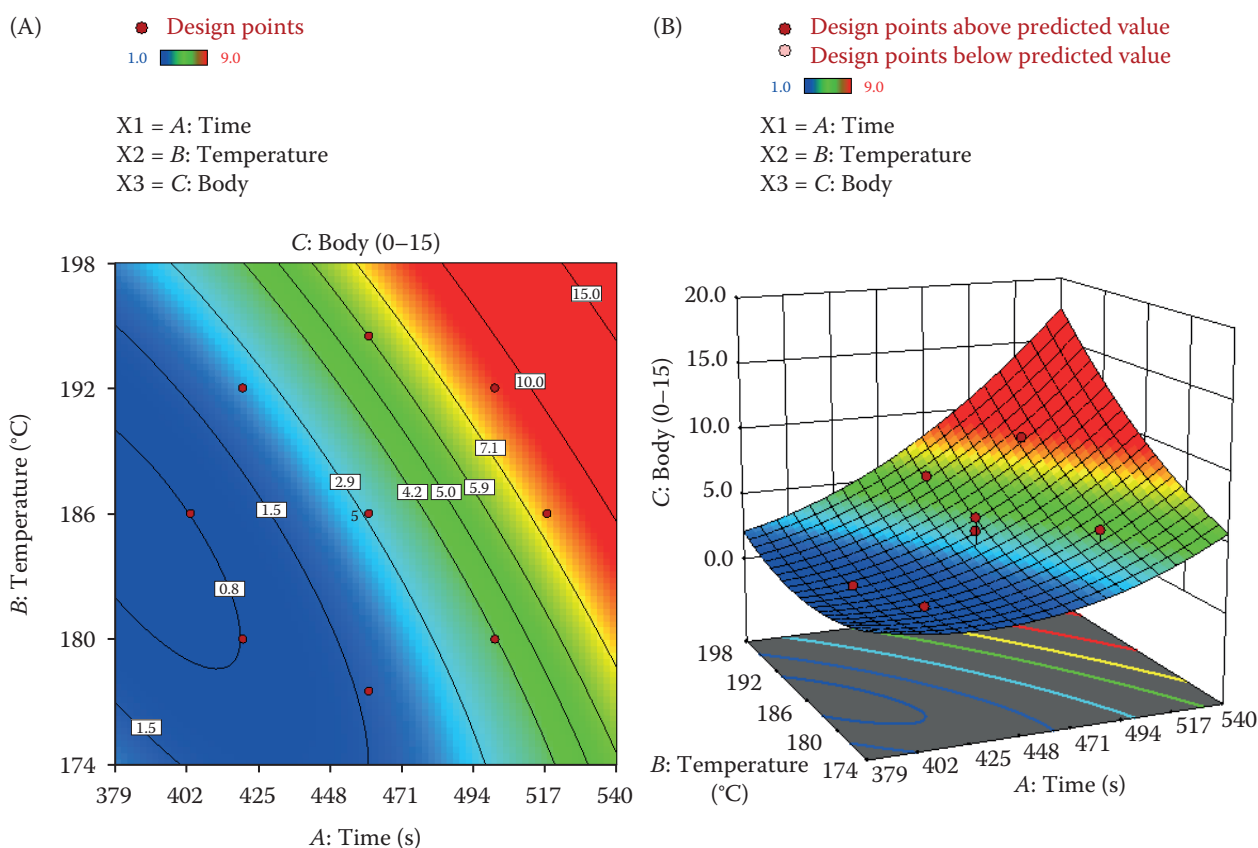 (A)
Design points
1.0 9.0
X1 = A: Time
X2 = B: Temperature
X3 = C: Body
C: Body (0–15)
198
192
186
180
174
B: Temperature (°C)
15.0
10.0
7.1
2.9
4.2
5.0
5.9
1.5
5
0.8
1.5
379 402 425 448 471 494 517 540
A: Time (s)
(B)
Design points above predicted value
Design points below predicted value
1.0 9.0
X1 = A: Time
X2 = B: Temperature
X3 = C: Body
20.0
15.0
10.0
5.0
0.0
C: Body (0–15)
198
192
186
180
174
B: Temperature
(°C)
379 402 425 448 471 494 517 540
A: Time (s)